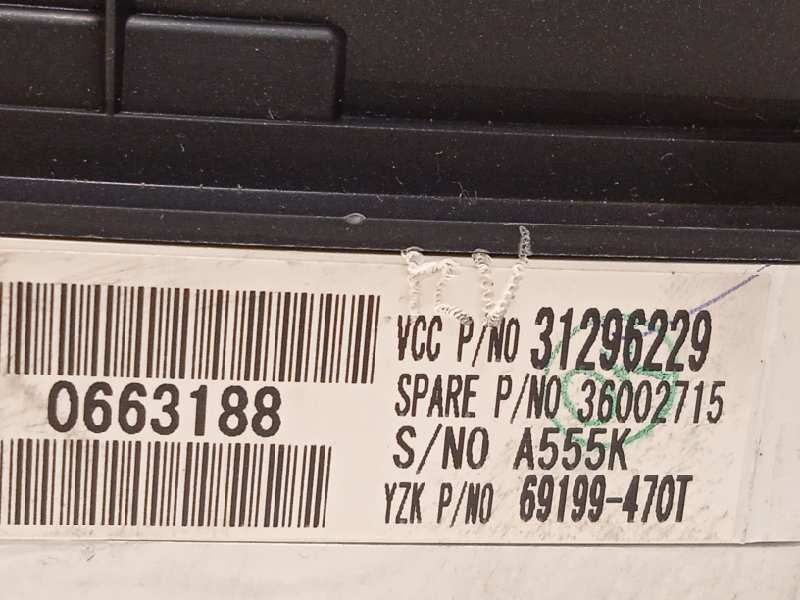 0663188
VCC P/NO 31296229
SPARE P/NO 36002715
S/NO A555K
YZK P/NO 69199-470T